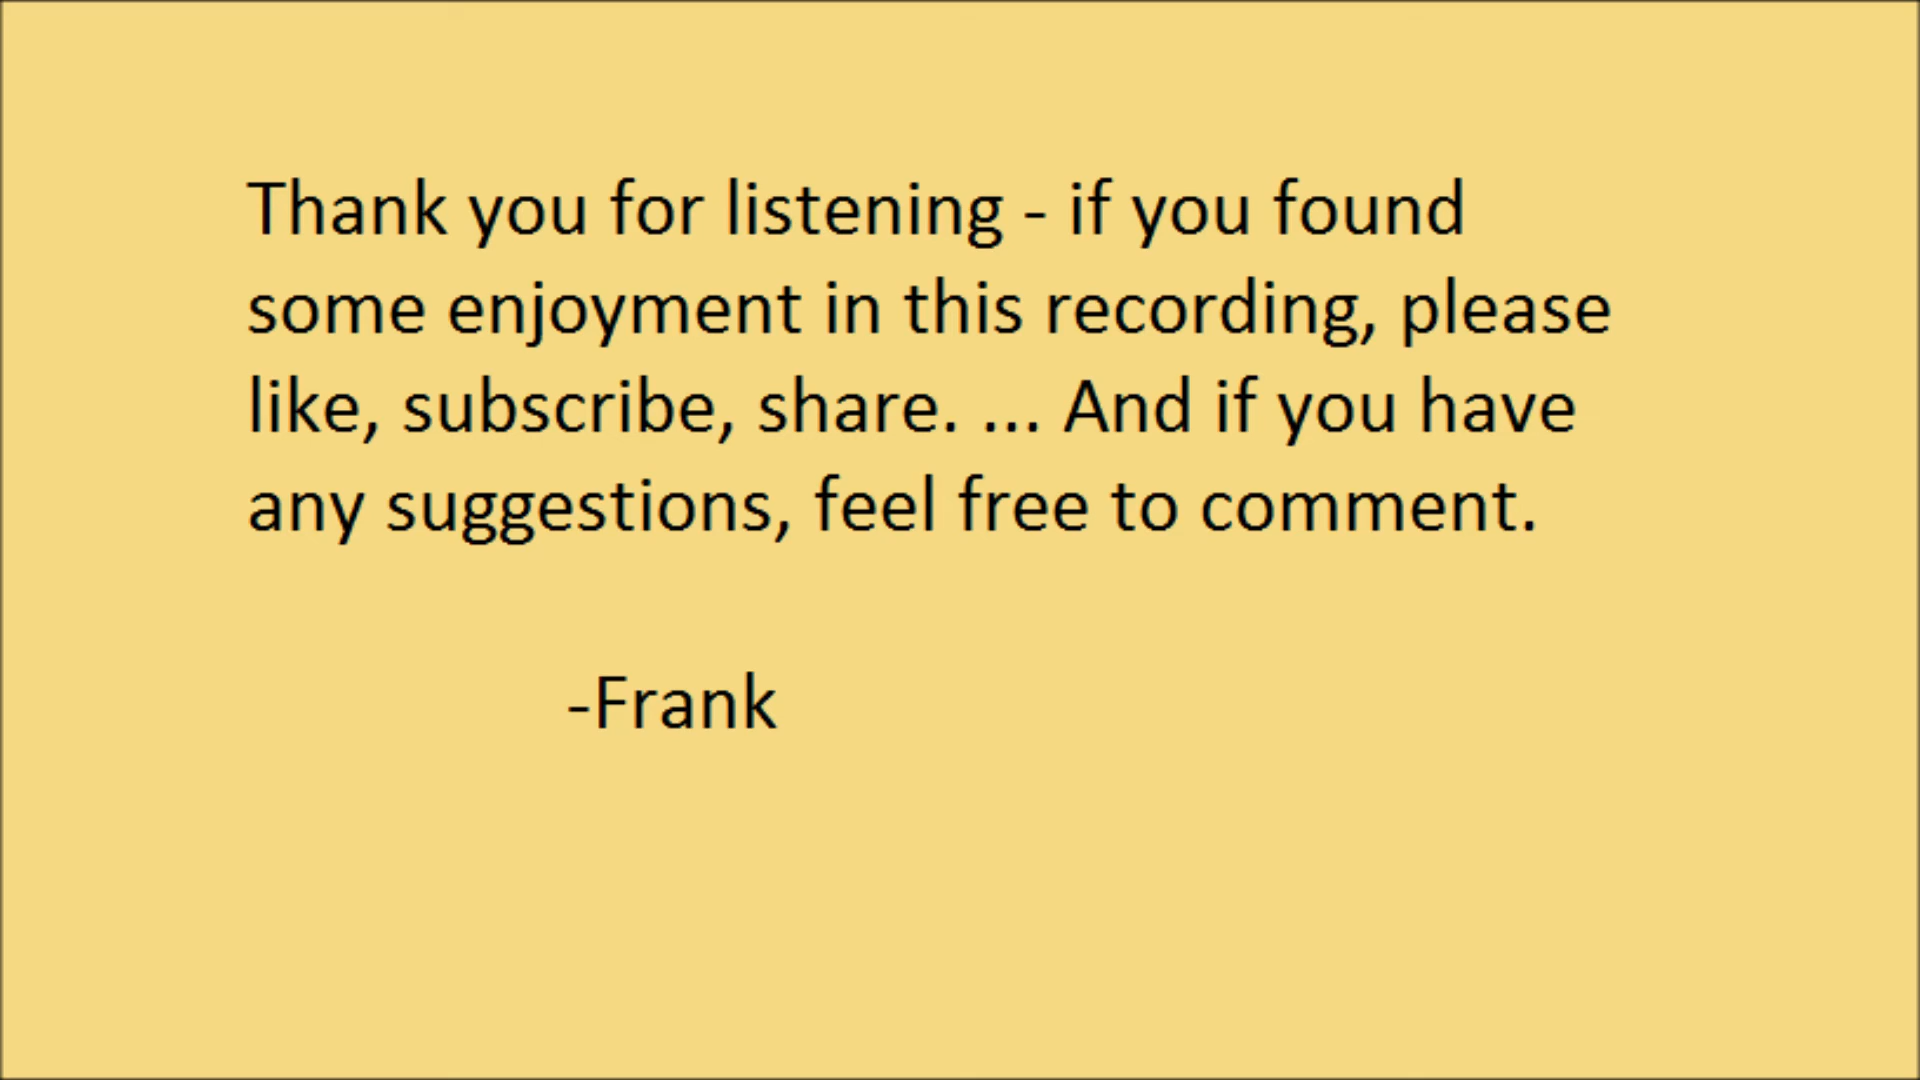 Thank you for listening - if you found
some enjoyment in this recording, please
like, subscribe, share. ... And if you have
any suggestions, feel free to comment.
-Frank